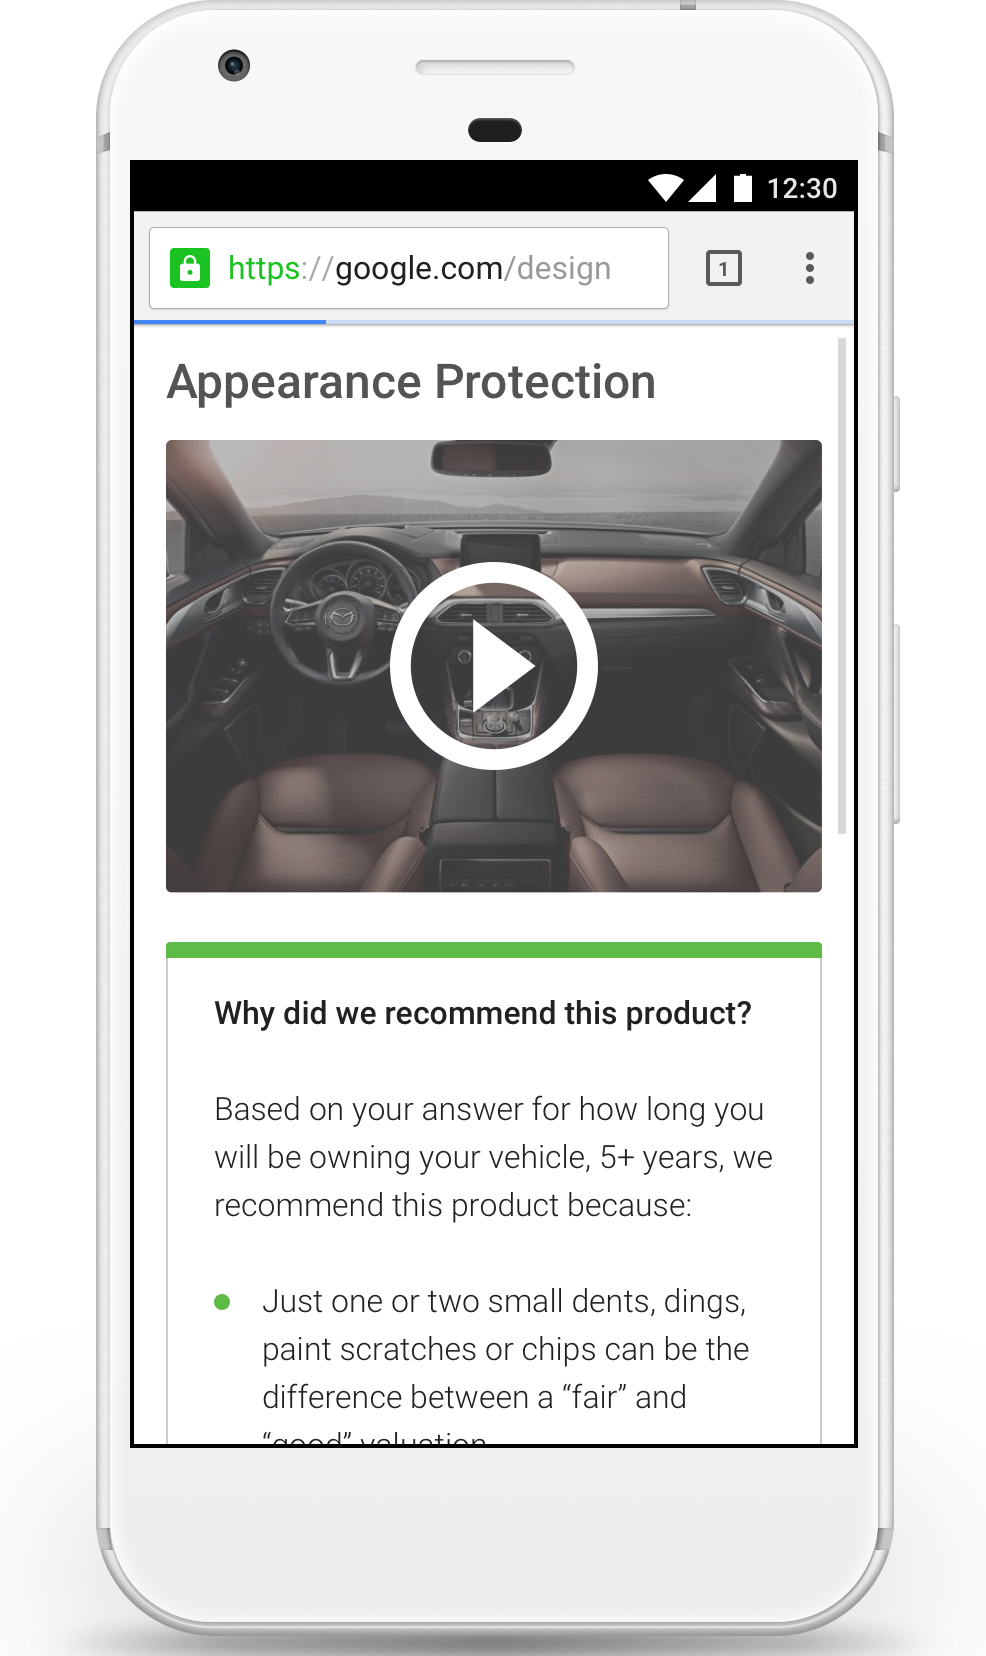 12:30
https://google.com/design
1
Appearance Protection
Why did we recommend this product?
Based on your answer for how long you
will be owning your vehicle, 5+ years, we
recommend this product because:
Just one or two small dents, dings,
paint scratches or chips can be the
difference between a “fair” and
“good” valuation